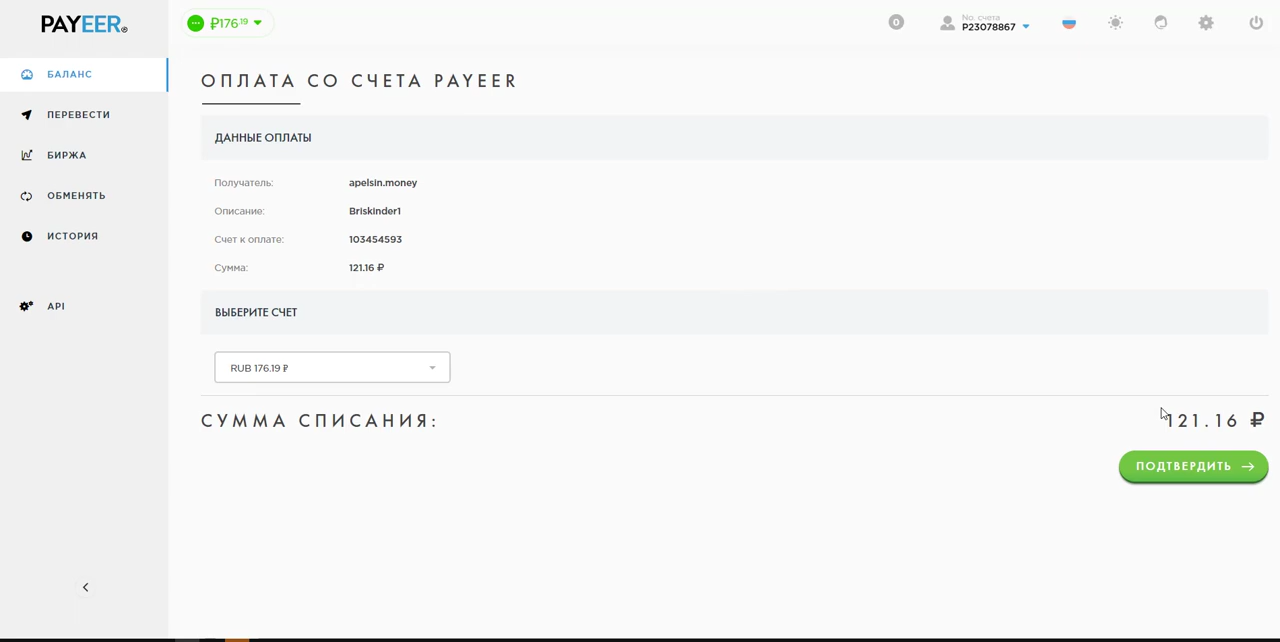 PAYEER®
₽176.19
0
No. счета
P23078867
БАЛАНС
ПЕРЕВЕСТИ
БИРЖА
ОБМЕНЯТЬ
ИСТОРИЯ
API
ОПЛАТА СО СЧЕТА PAYEER
ДАННЫЕ ОПЛАТЫ
Получатель: apelsin.money
Описание: Briskinder1
Счет к оплате: 103454593
Сумма: 121.16 ₽
ВЫБЕРИТЕ СЧЕТ
RUB 176.19 ₽
СУММА СПИСАНИЯ: 121.16 ₽
ПОДТВЕРДИТЬ →